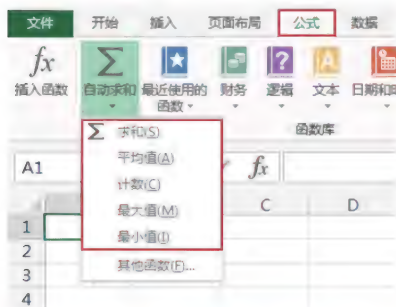 文件 开始 插入 页面布局 公式 数据
fx Σ ? A
插入函数 自动求和 最近使用的函数 财务 逻辑 文本 日期和时
函数库
Σ 求和(S)
平均值(A)
计数(C)
最大值(M)
最小值(I)
其他函数(F)...
A1 fx
C D
1
2
3
4